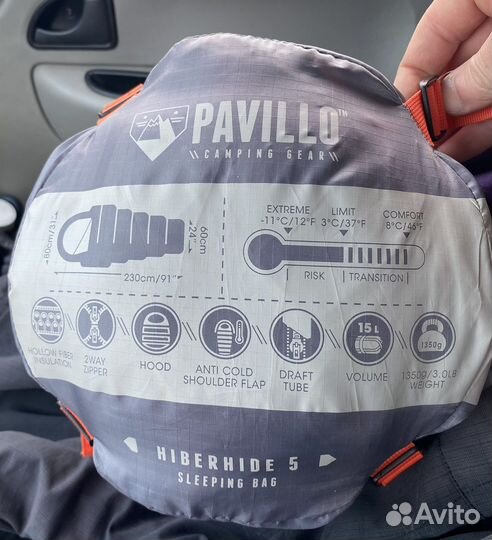 PAVILLO™
CAMPING GEAR
EXTREME LIMIT COMFORT
-11°C/12°F 3°C/37°F 8°C/46°F
RISK TRANSITION
80cm/31"
60cm
24"
230cm/91"
15L
1350g
HOLLOW FIBER INSULATION
2WAY ZIPPER
HOOD
ANTI COLD SHOULDER FLAP
DRAFT TUBE
VOLUME
1350g/3.0LB WEIGHT
HIBERHIDE 5
SLEEPING BAG
Avito